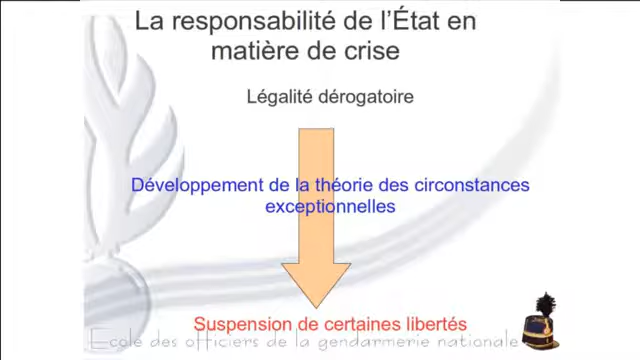 La responsabilité de l’État en
matière de crise
Légalité dérogatoire
Développement de la théorie des circonstances
exceptionnelles
Suspension de certaines libertés
Ecole des officiers de la gendarmerie nationale